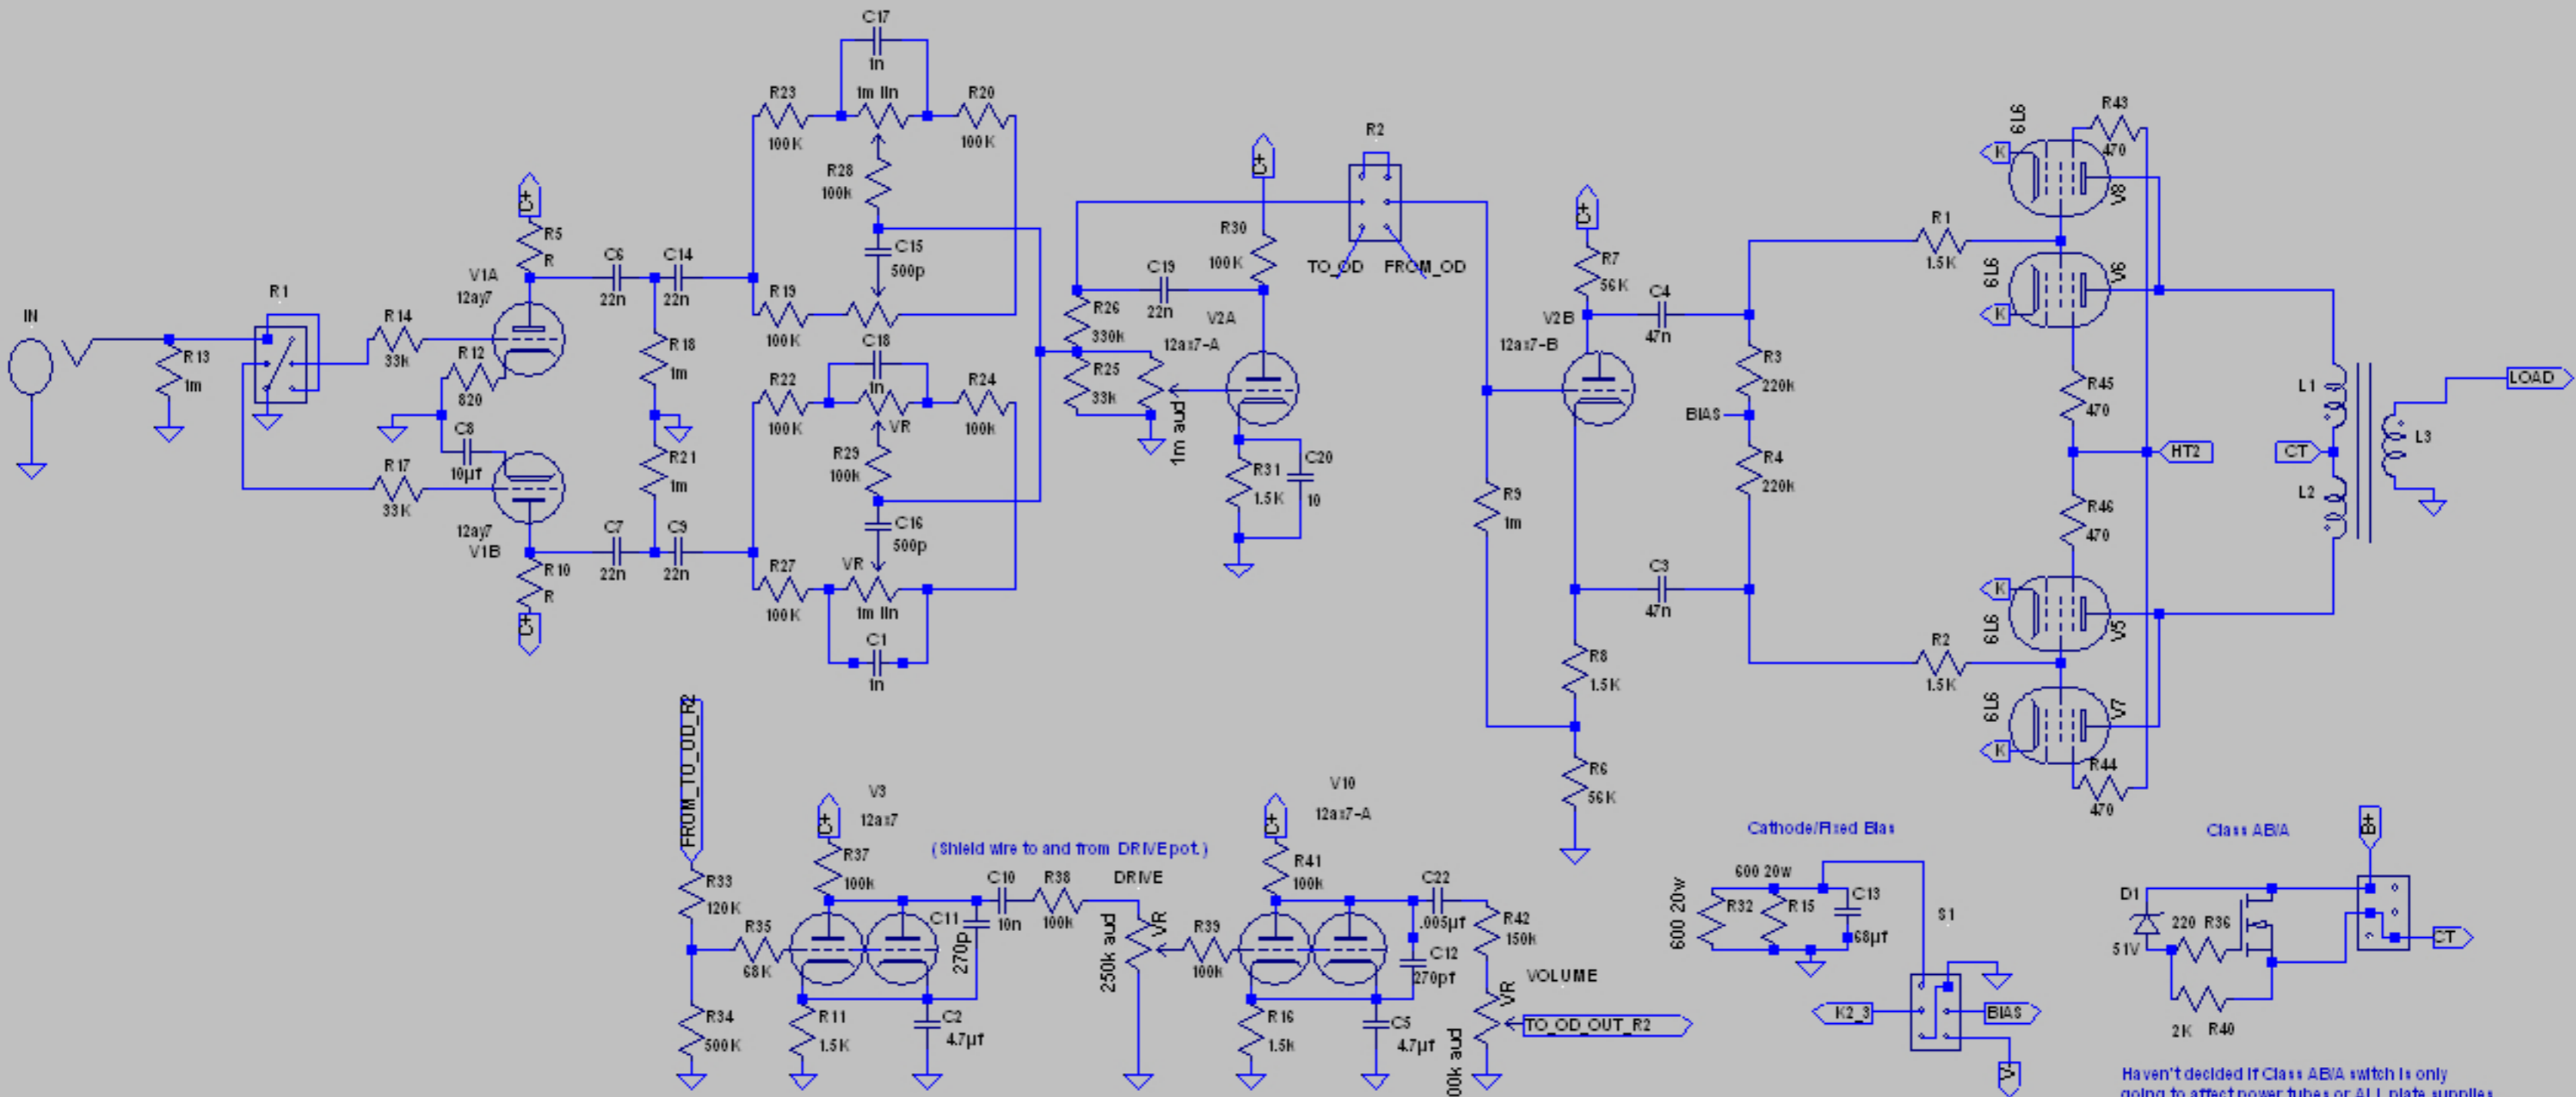 IN
R13
1m
R1
R14
33k
R17
33K
R12
820
C8
10µf
C+
R5
R
V1A
12ay7
12ay7
V1B
R10
R
C+
C6
22n
C14
22n
R18
1m
R21
1m
C7
22n
C9
22n
C17
1n
R23
100K
1m lin
R20
100K
R28
100k
C15
500p
R19
100K
C18
1n
R22
100K
VR
R24
100k
R29
100k
C16
500p
R27
100K
VR
1m lin
C1
1n
C+
R30
100K
C19
22n
R26
330k
R25
33k
V2A
12ax7-A
1m aud
R31
1.5K
C20
10
R2
TO_OD
FROM_OD
R9
1m
C+
R7
56K
V2B
12ax7-B
C4
47n
R3
220k
BIAS
R4
220k
C3
47n
R8
1.5K
R6
56K
R1
1.5K
R2
1.5K
6L6
K
V8
R43
470
6L6
K
V6
R45
470
HT2
R46
470
6L6
K
V5
6L6
K
V7
R44
470
L1
CT
L2
L3
LOAD
FROM_TO_OD_R2
R33
120K
R35
68K
R34
500K
V3
12ax7
C+
R37
100k
R11
1.5K
C2
4.7µf
C11
270p
C10
10n
R38
100k
(Shield wire to and from DRIVE pot.)
DRIVE
VR
250k aud
R39
100k
V10
12ax7-A
C+
R41
100k
R16
1.5k
C5
4.7µf
C22
.005µf
C12
270pf
R42
150k
VOLUME
VR
00k aud
TO_OD_OUT_R2
Cathode/Fixed Bias
600 20w
600 20w
R32
R15
C13
68µf
S1
K2_3
BIAS
V-
Class AB/A
B+
D1
51V
220 R36
2K R40
CT
Haven't decided if Class AB/A switch is only
going to affect power tubes or ALL plate supplies